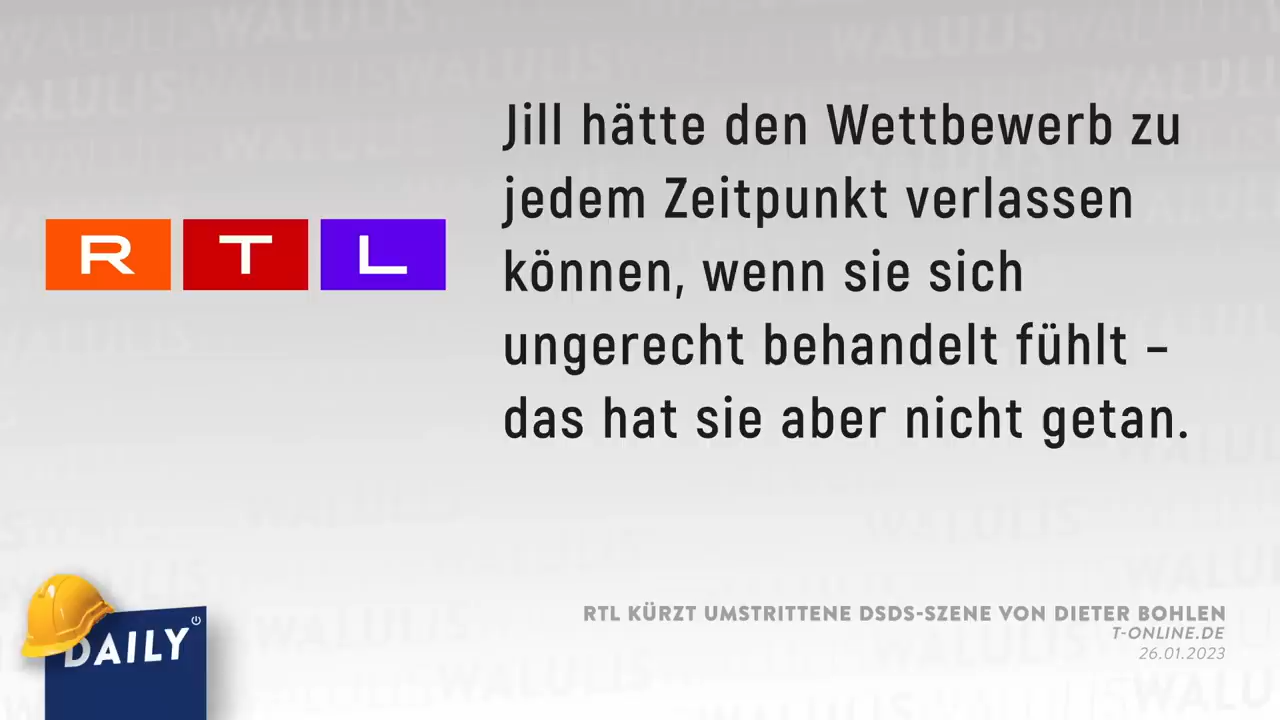 RTL
Jill hätte den Wettbewerb zu
jedem Zeitpunkt verlassen
können, wenn sie sich
ungerecht behandelt fühlt –
das hat sie aber nicht getan.
RTL KÜRZT UMSTRITTENE DSDS-SZENE VON DIETER BOHLEN
T-ONLINE.DE
26.01.2023
DAILY
WALULIS